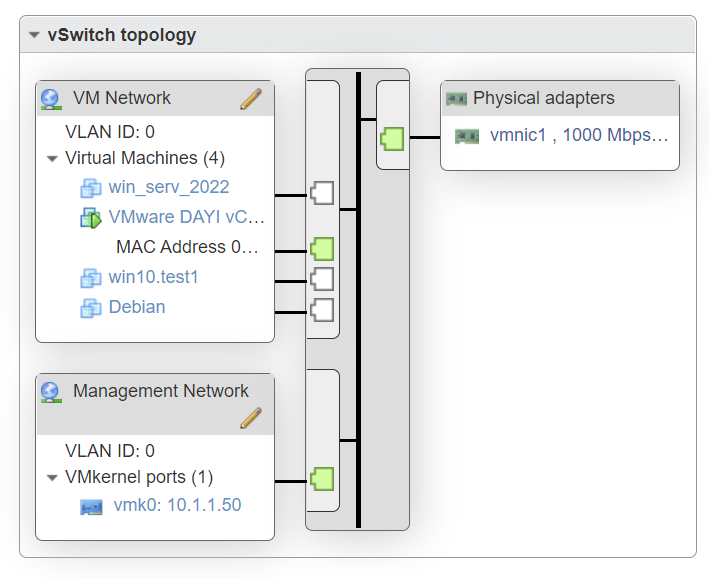 vSwitch topology
VM Network
VLAN ID: 0
Virtual Machines (4)
win_serv_2022
VMware DAYI vC...
MAC Address 0...
win10.test1
Debian
Management Network
VLAN ID: 0
VMkernel ports (1)
vmk0: 10.1.1.50
Physical adapters
vmnic1 , 1000 Mbps...